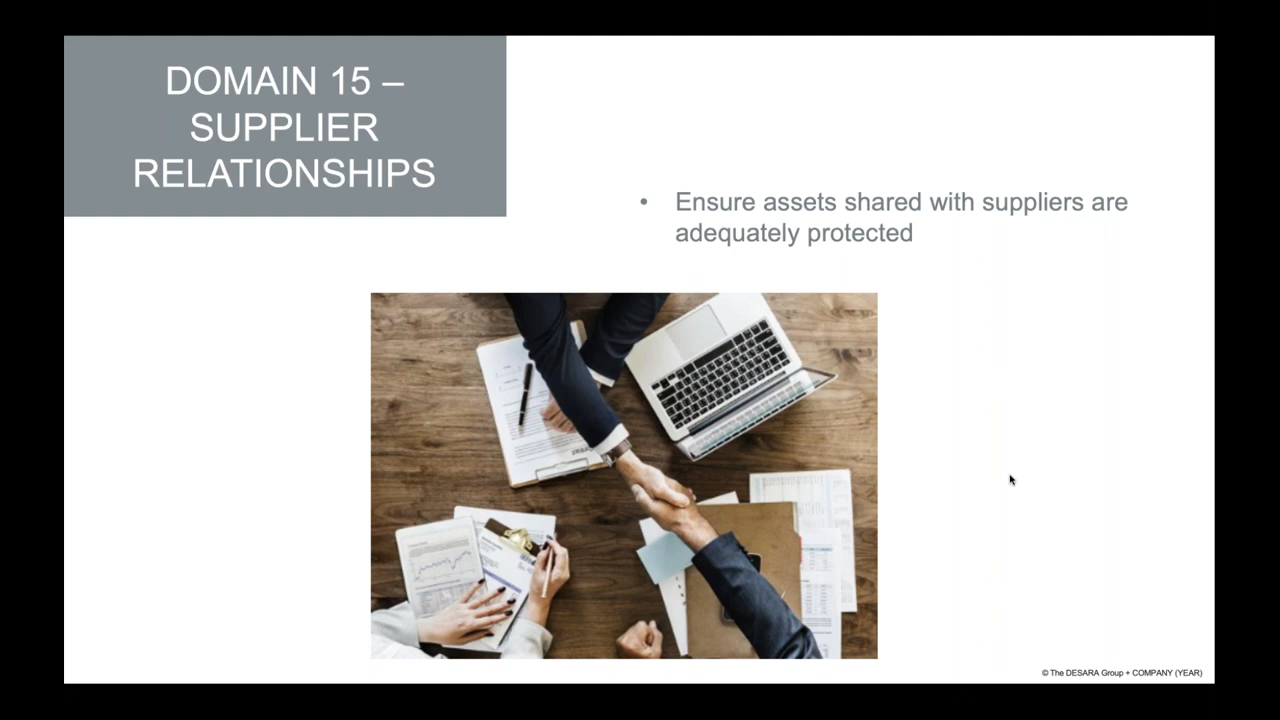 DOMAIN 15 –
SUPPLIER
RELATIONSHIPS
• Ensure assets shared with suppliers are
adequately protected
© The DESARA Group + COMPANY (YEAR)